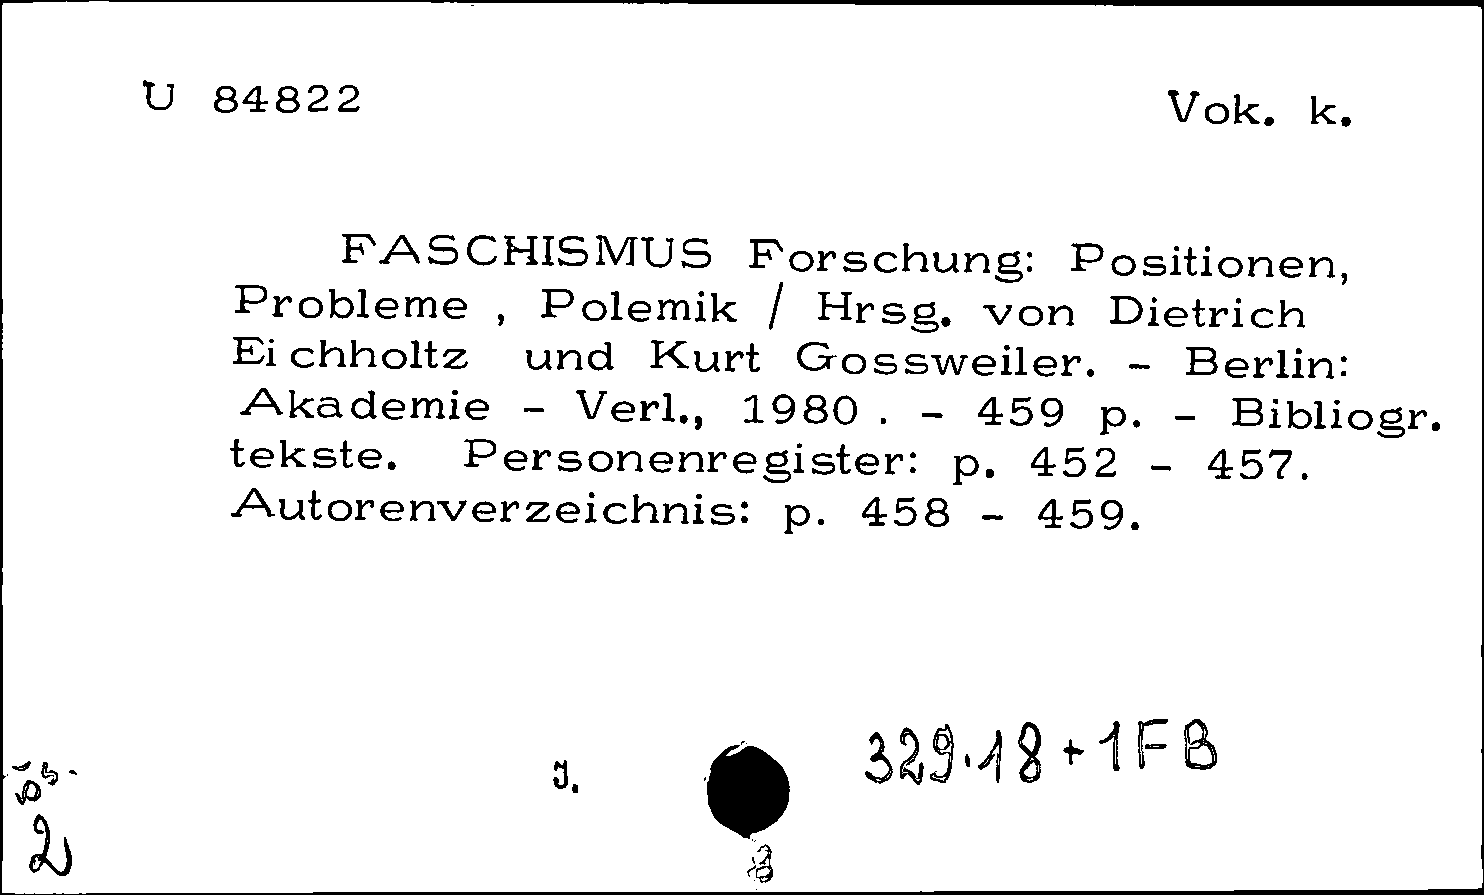 U 84822 Vok. k.
FASCHISMUS Forschung: Positionen,
Probleme , Polemik / Hrsg. von Dietrich
Eichholtz und Kurt Gossweiler. - Berlin:
Akademie - Verl., 1980 . - 459 p. - Bibliogr.
tekste. Personenregister: p. 452 - 457.
Autorenverzeichnis: p. 458 - 459.
329.18+1FB
J.
2